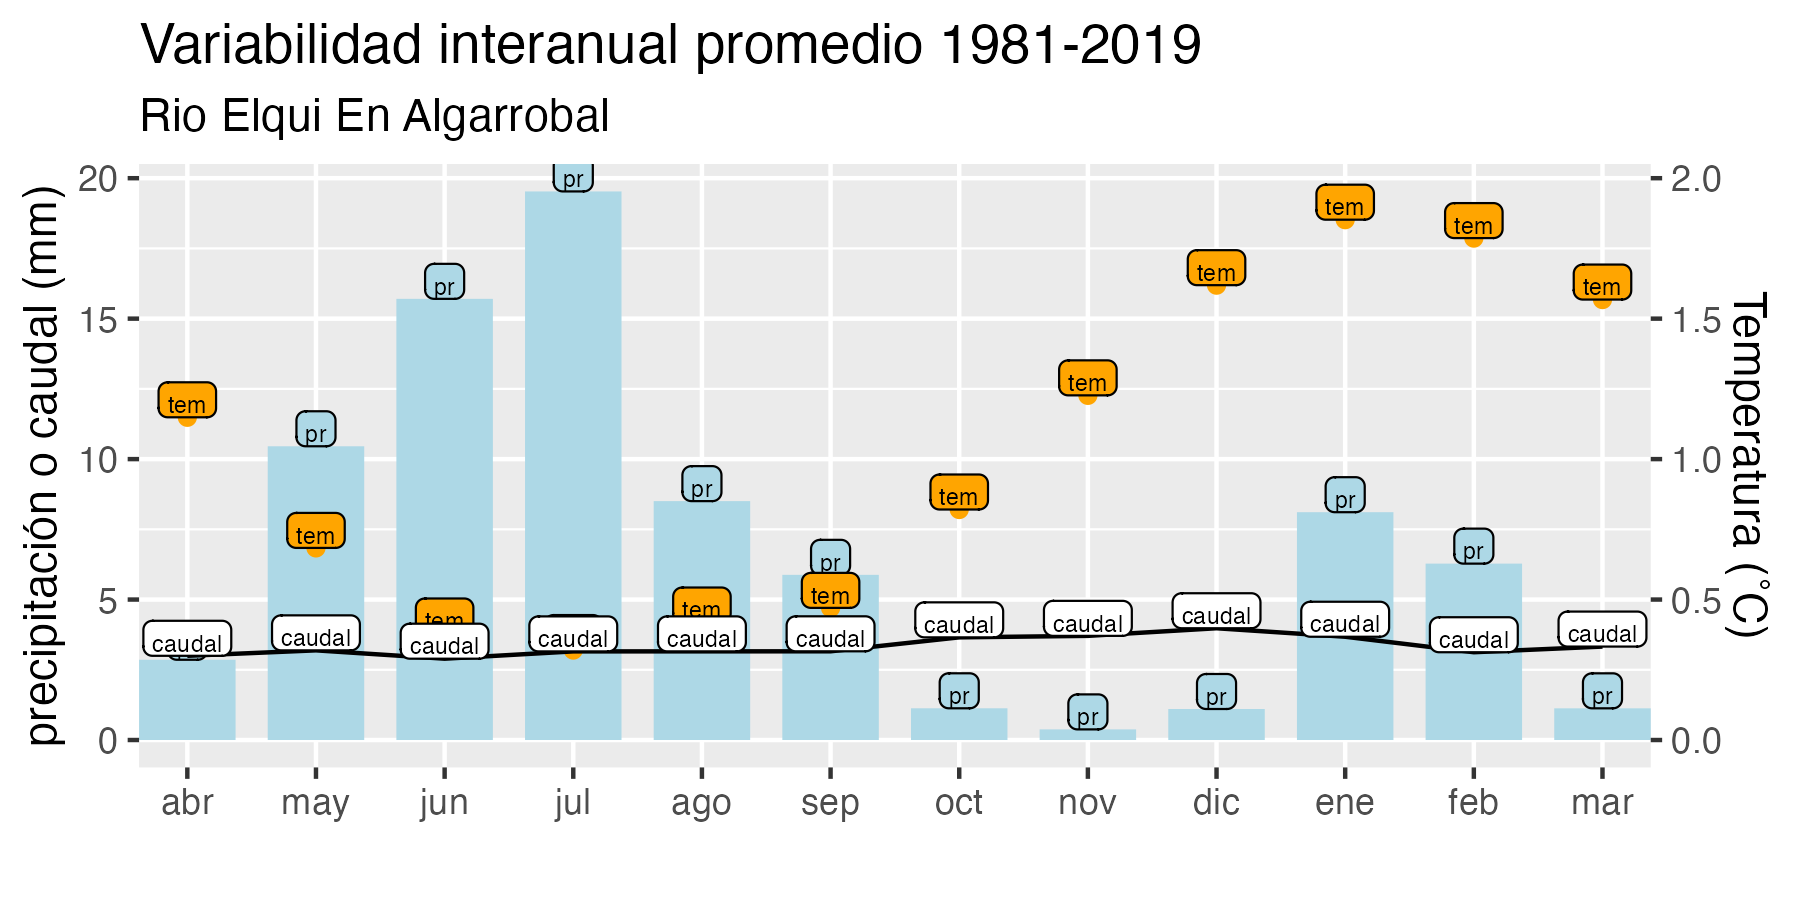 Variabilidad interanual promedio 1981-2019
Rio Elqui En Algarrobal
precipitación o caudal (mm)
Temperatura (°C)
20
15
10
5
0
2.0
1.5
1.0
0.5
0.0
pr
pr
tem
tem
pr
tem
tem
tem
tem
pr
tem
pr
tem
pr
pr
tem
pr
tem
tem
tem
caudal
caudal
caudal
caudal
caudal
caudal
caudal
caudal
caudal
caudal
caudal
caudal
pr
pr
pr
pr
abr may jun jul ago sep oct nov dic ene feb mar